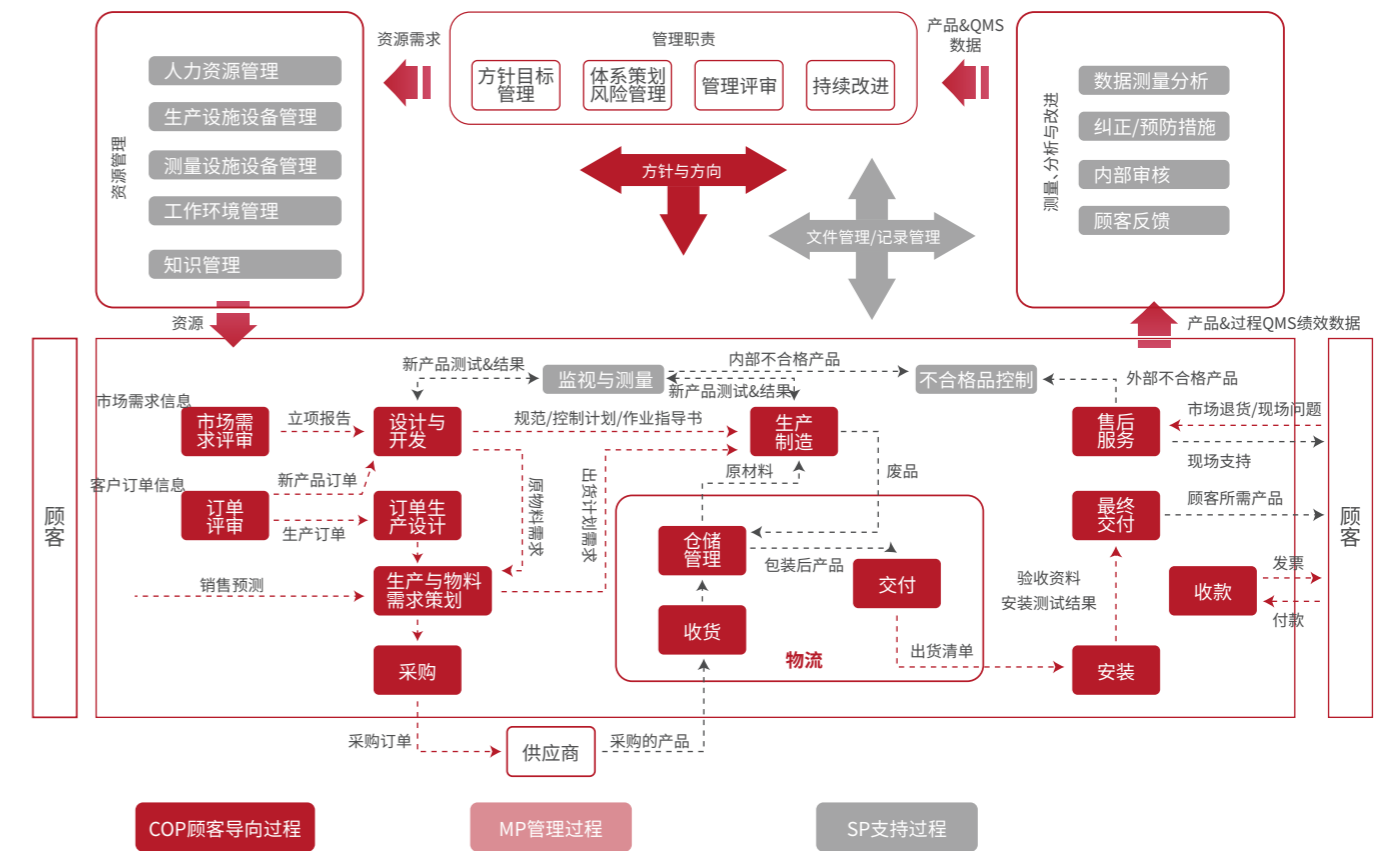 资源需求
管理职责
产品&QMS
数据
方针目标
管理
体系策划
风险管理
管理评审
持续改进
资源管理
人力资源管理
生产设施设备管理
测量设施设备管理
工作环境管理
知识管理
测量、分析与改进
数据测量分析
纠正/预防措施
内部审核
顾客反馈
方针与方向
文件管理/记录管理
资源
产品&过程QMS绩效数据
顾客
顾客
新产品测试&结果
监视与测量
内部不合格产品
不合格品控制
外部不合格产品
新产品测试&结果
市场需求信息
市场需
求评审
立项报告
设计与
开发
规范/控制计划/作业指导书
生产
制造
售后
服务
市场退货/现场问题
现场支持
客户订单信息
订单
评审
新产品订单
生产订单
订单生
产设计
原物料需求
出货计划需求
原材料
废品
最终
交付
顾客所需产品
仓储
管理
包装后产品
销售预测
生产与物料
需求策划
交付
验收资料
安装测试结果
收款
发票
付款
收货
物流
采购
出货清单
安装
采购订单
供应商
采购的产品
COP顾客导向过程
MP管理过程
SP支持过程